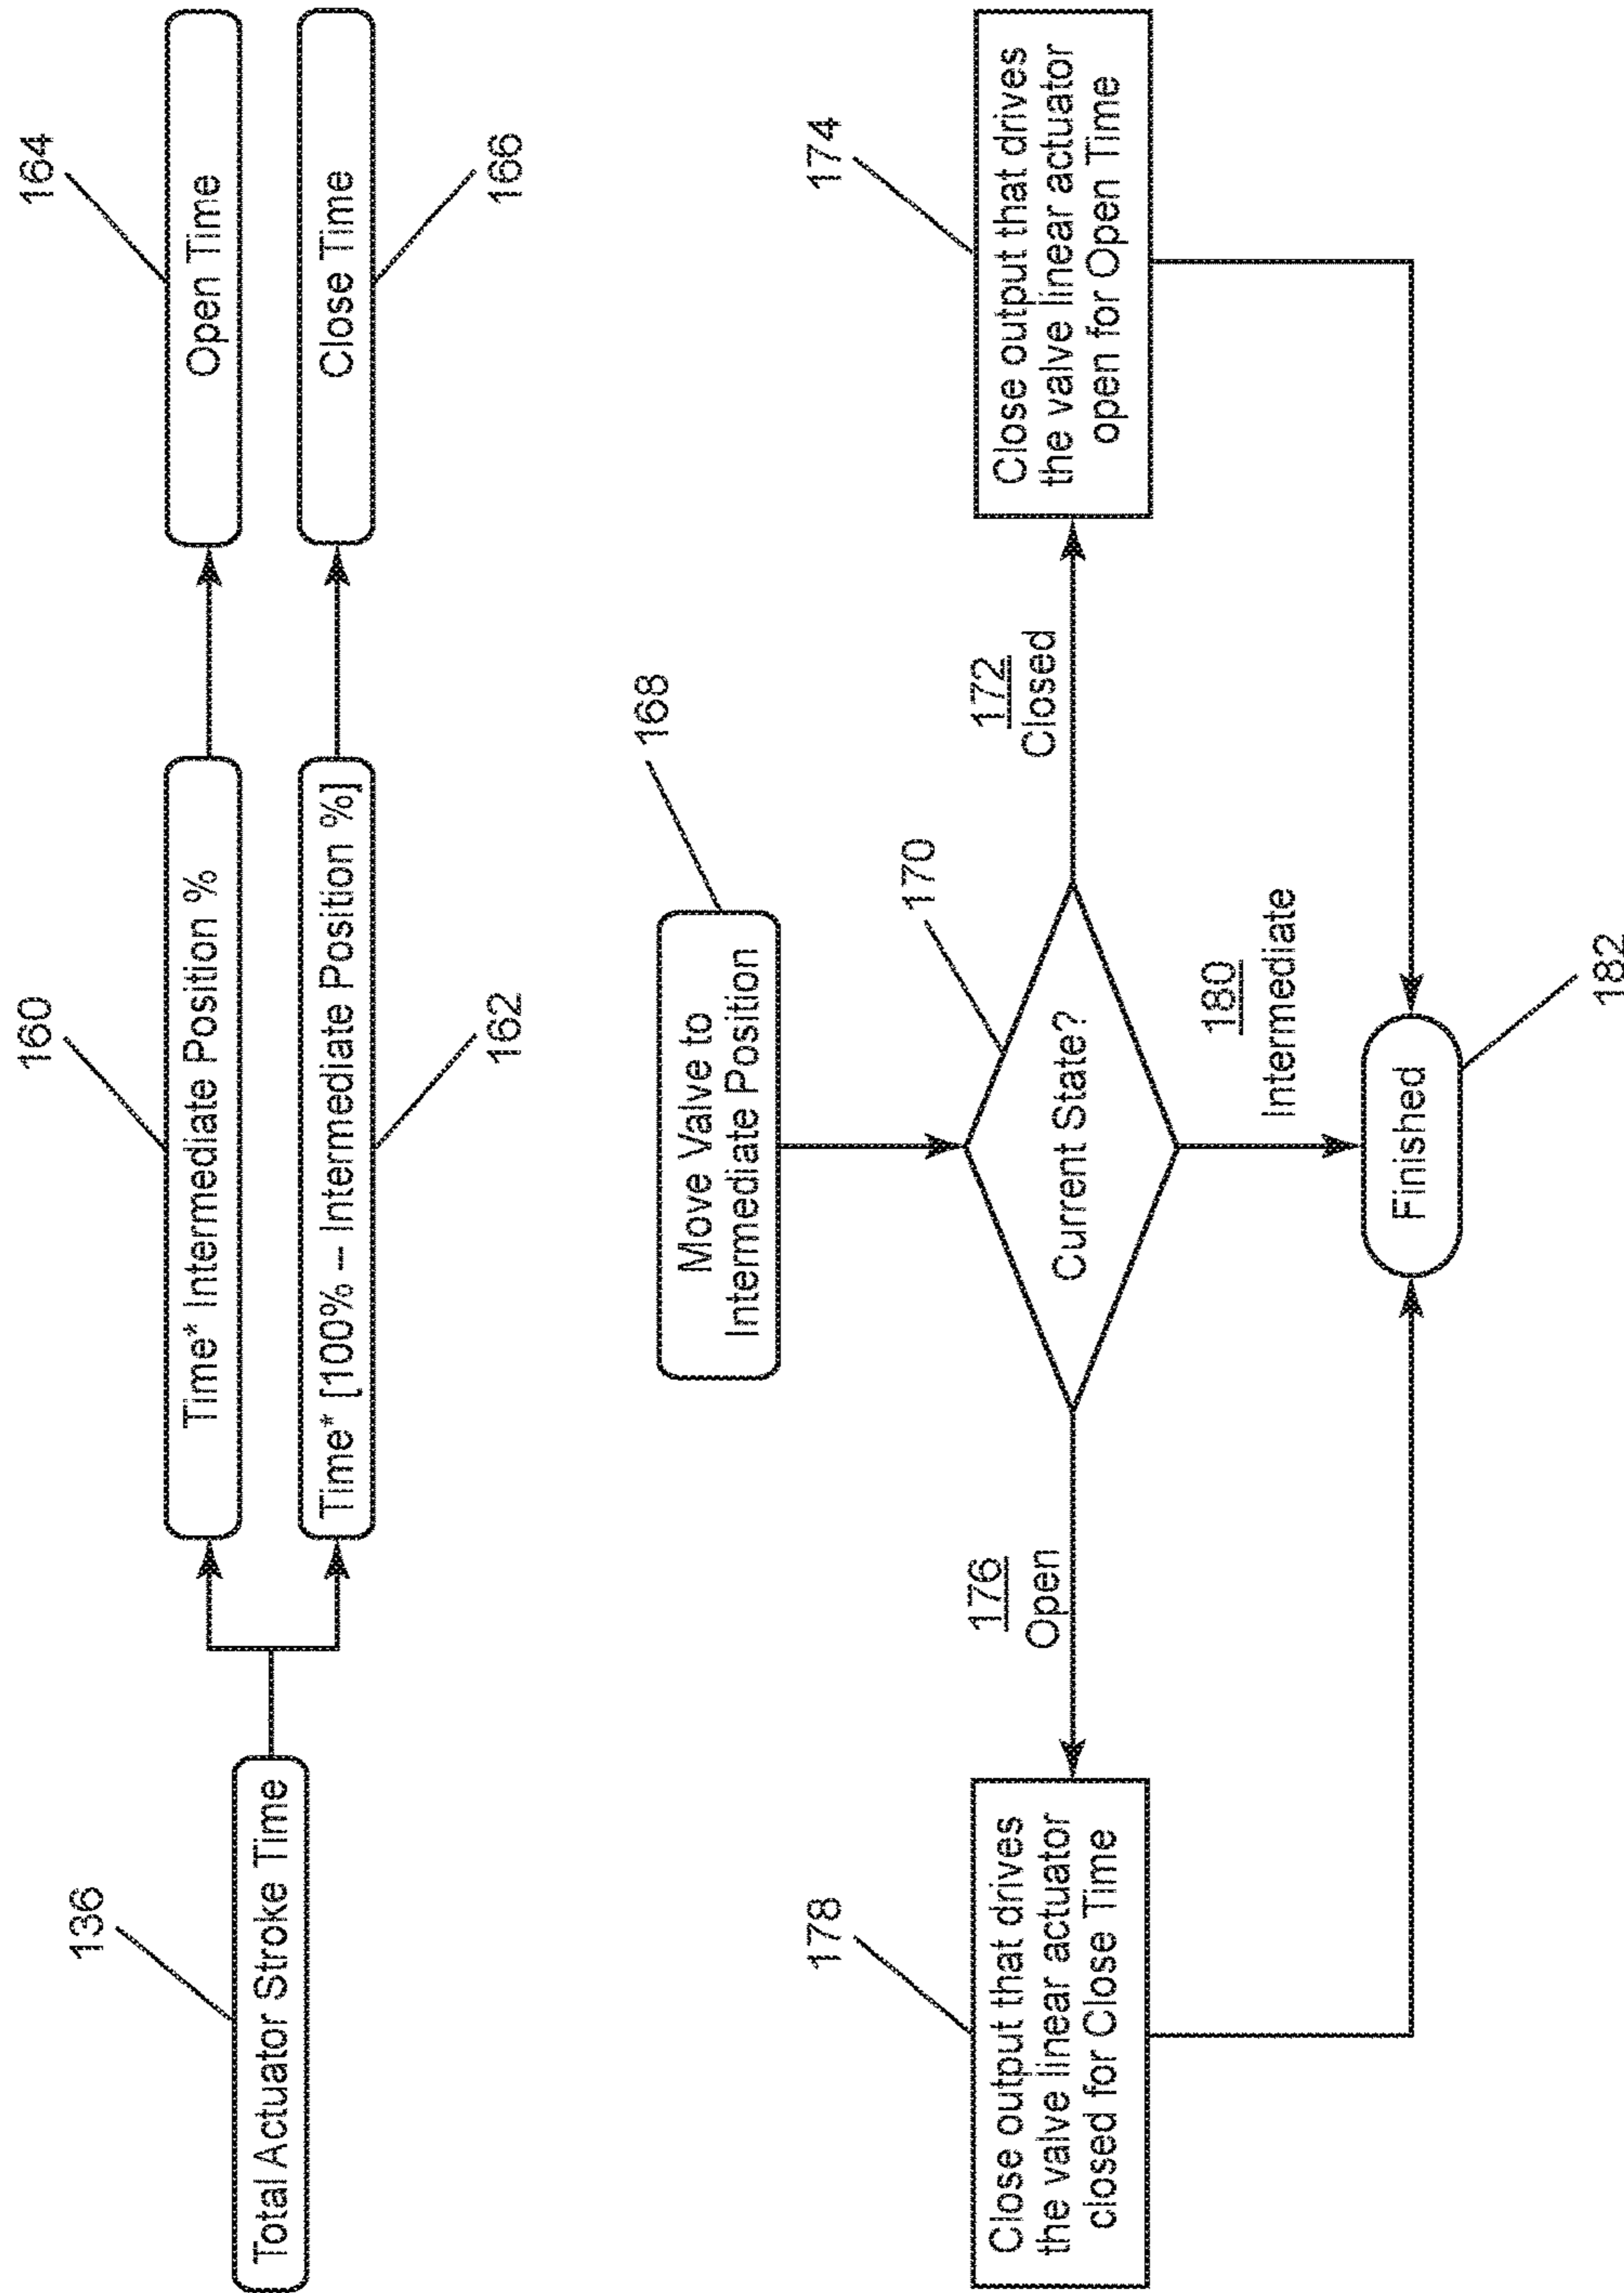 136
Total Actuator Stroke Time
160
Time* Intermediate Position %
164
Open Time
Time* [100% – Intermediate Position %]
162
Close Time
166
168
Move Valve to
Intermediate Position
170
Current State?
176
Open
172
Closed
178
Close output that drives
the valve linear actuator
closed for Close Time
174
Close output that drives
the valve linear actuator
open for Open Time
180
Intermediate
Finished
182